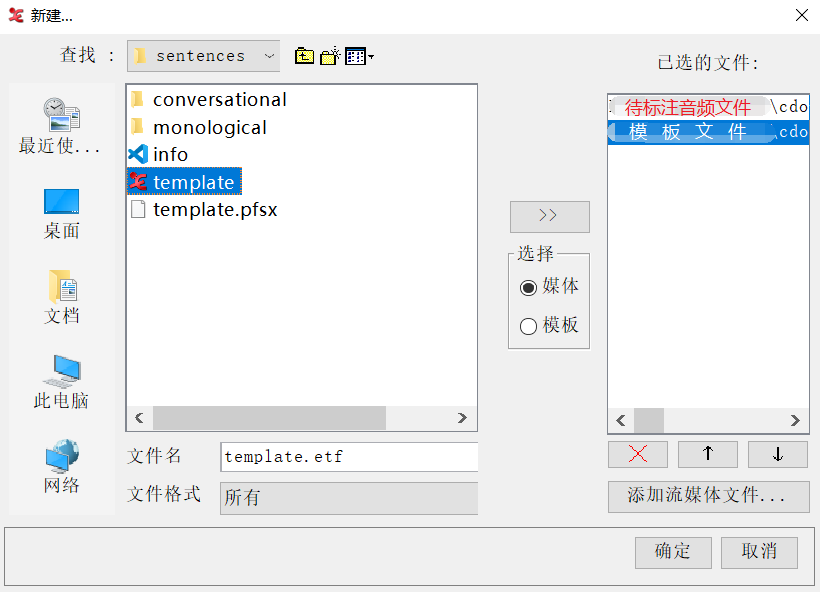 新建...
查找 :
sentences
已选的文件:
最近使...
桌面
文档
此电脑
网络
conversational
monological
info
template
template.pfsx
>>
选择
媒体
模板
待标注音频文件 \cdo
模板文件 \cdo
文件名
template.etf
文件格式
所有
添加流媒体文件...
确定
取消